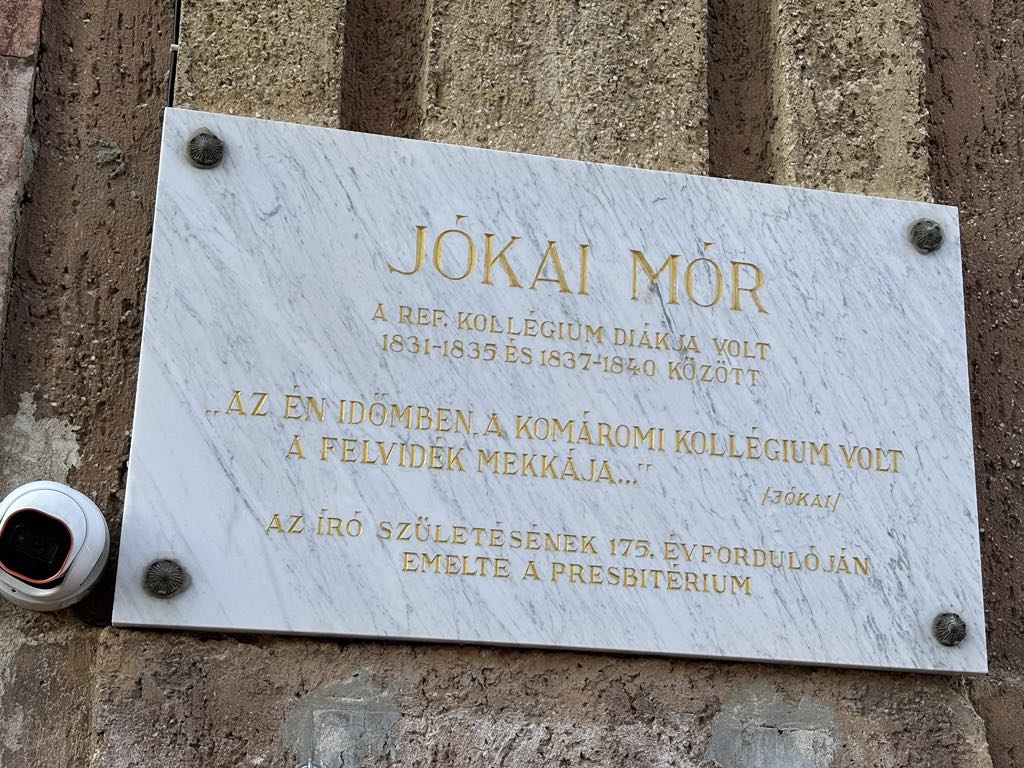 JÓKAI MÓR
A REF. KOLLÉGIUM DIÁKJA VOLT
1831-1835 ÉS 1837-1840 KÖZÖTT
„AZ ÉN IDŐMBEN A KOMÁROMI KOLLÉGIUM VOLT
A FELVIDÉK MEKKÁJA..."
/JÓKAI/
AZ ÍRÓ SZÜLETÉSÉNEK 175. ÉVFORDULÓJÁN
EMELTE A PRESBITÉRIUM